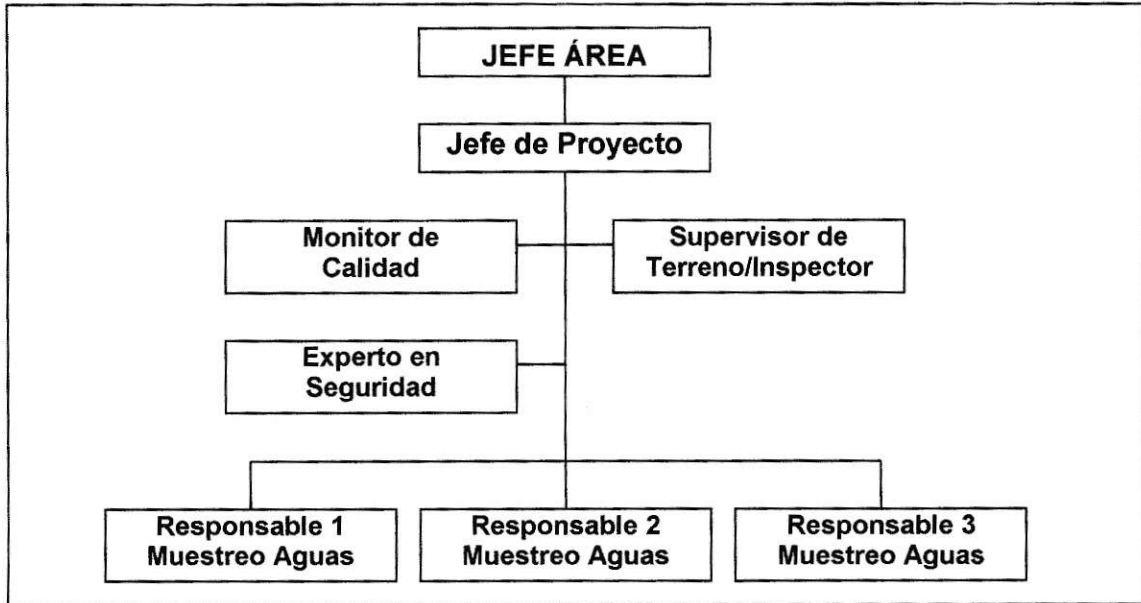 JEFE ÁREA
Jefe de Proyecto
Monitor de
Calidad
Supervisor de
Terreno/Inspector
Experto en
Seguridad
Responsable 1
Muestreo Aguas
Responsable 2
Muestreo Aguas
Responsable 3
Muestreo Aguas